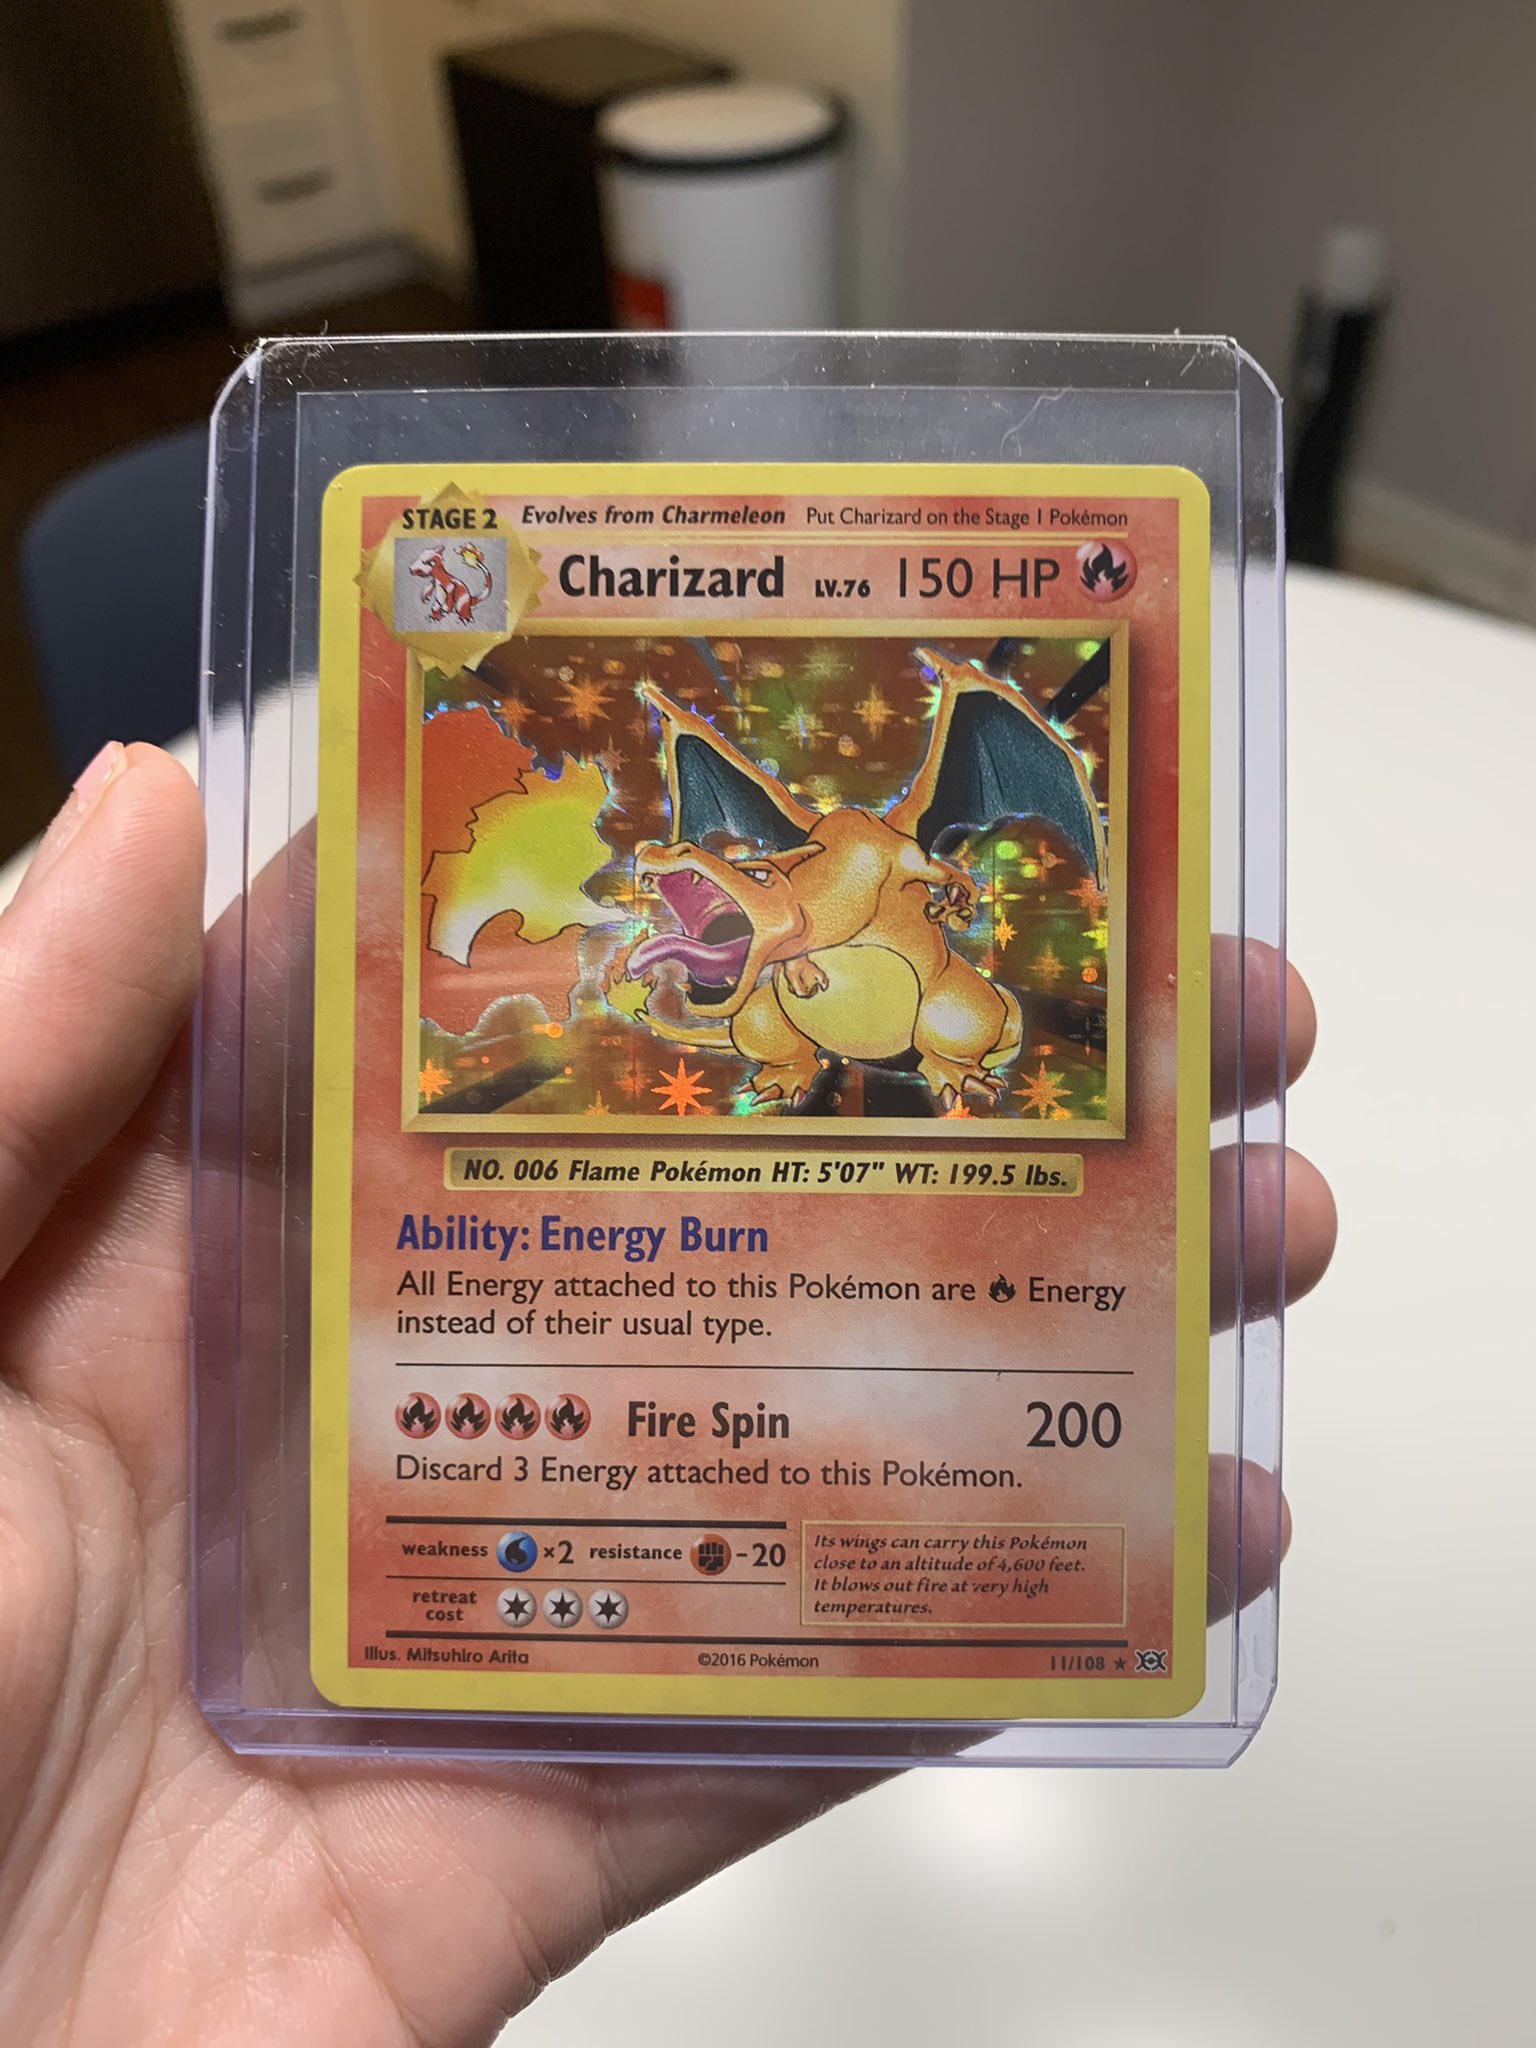 STAGE 2 Evolves from Charmeleon Put Charizard on the Stage 1 Pokémon
Charizard LV.76 150 HP
NO. 006 Flame Pokémon HT: 5'07" WT: 199.5 lbs.
Ability: Energy Burn
All Energy attached to this Pokémon are Energy
instead of their usual type.
Fire Spin 200
Discard 3 Energy attached to this Pokémon.
weakness ×2 resistance -20
retreat
cost
Its wings can carry this Pokémon
close to an altitude of 4,600 feet.
It blows out fire at very high
temperatures.
Illus. Mitsuhiro Arita ©2016 Pokémon 11/108